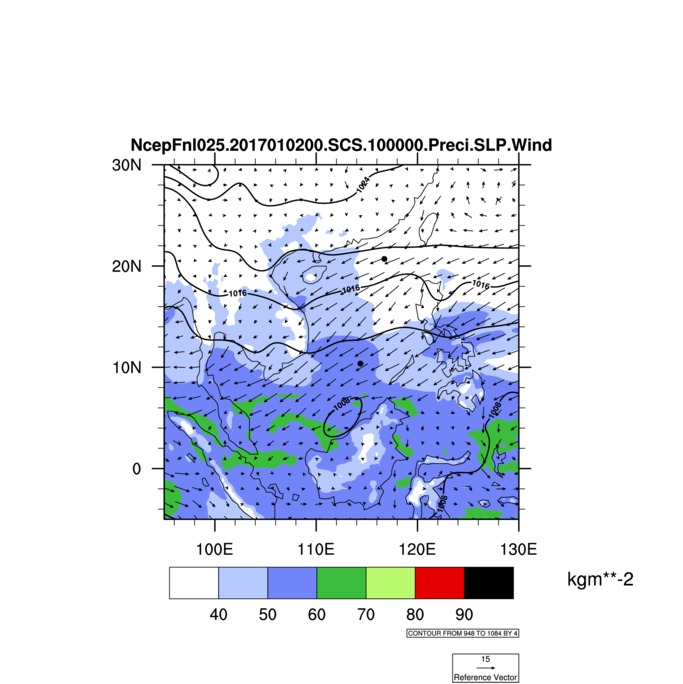 NcepFnl025.2017010200.SCS.100000.Preci.SLP.Wind
30N
1024
20N
1016
1016
1016
10N
1008
1008
0
1008
100E 110E 120E 130E
kgm**-2
40 50 60 70 80 90
CONTOUR FROM 948 TO 1084 BY 4
15
Reference Vector